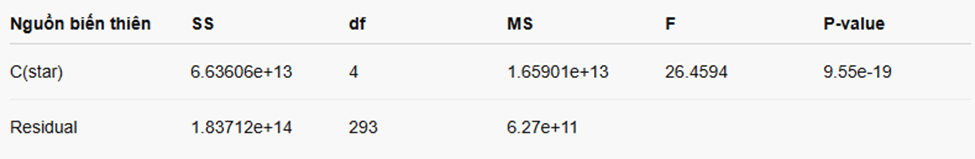 Nguồn biến thiên SS df MS F P-value
C(star) 6.63606e+13 4 1.65901e+13 26.4594 9.55e-19
Residual 1.83712e+14 293 6.27e+11